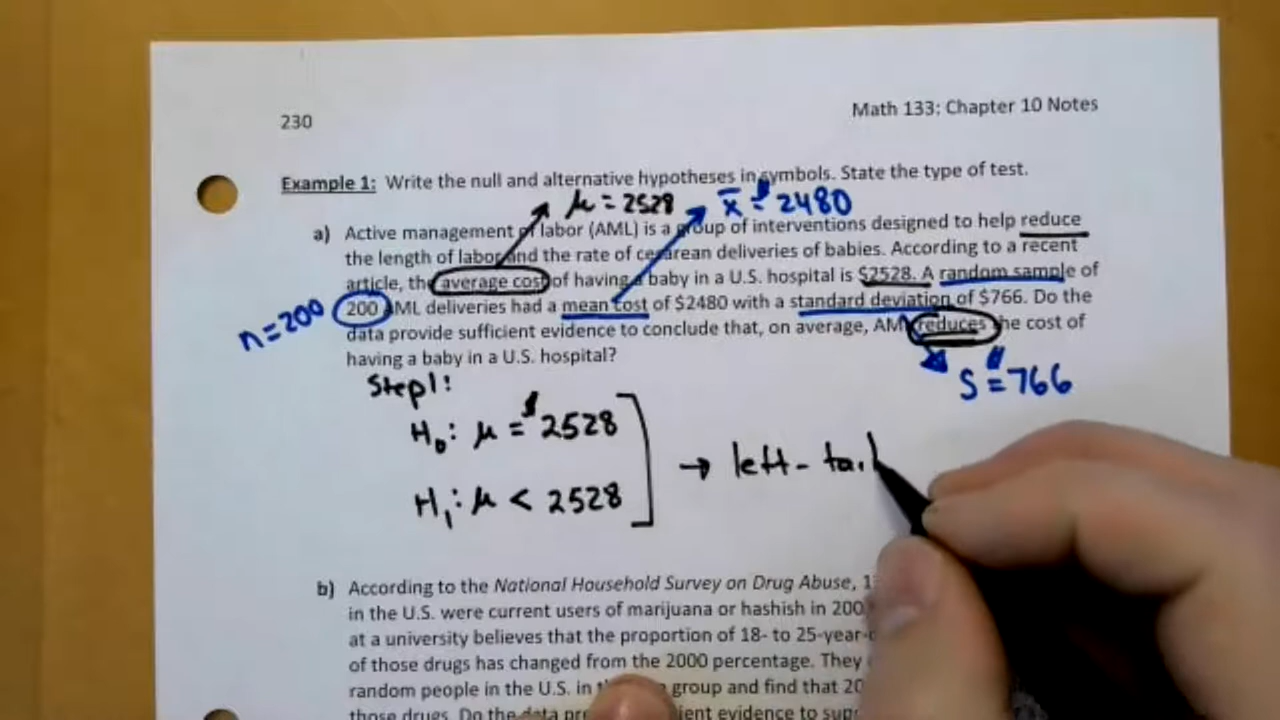 230
Math 133: Chapter 10 Notes
Example 1: Write the null and alternative hypotheses in symbols. State the type of test.
μ = 2528
x̄ = $2480
a) Active management of labor (AML) is a group of interventions designed to help reduce
the length of labor and the rate of cesarean deliveries of babies. According to a recent
article, the average cost of having a baby in a U.S. hospital is $2528. A random sample of
200 AML deliveries had a mean cost of $2480 with a standard deviation of $766. Do the
n=200
data provide sufficient evidence to conclude that, on average, AML reduces the cost of
having a baby in a U.S. hospital?
S = $766
Step1:
H₀: μ = $2528
H₁: μ < 2528
→ left-tail
b) According to the National Household Survey on Drug Abuse, 1
in the U.S. were current users of marijuana or hashish in 200
at a university believes that the proportion of 18- to 25-year-
of those drugs has changed from the 2000 percentage. They
random people in the U.S. in group and find that 20
those drugs. Do the data evidence to